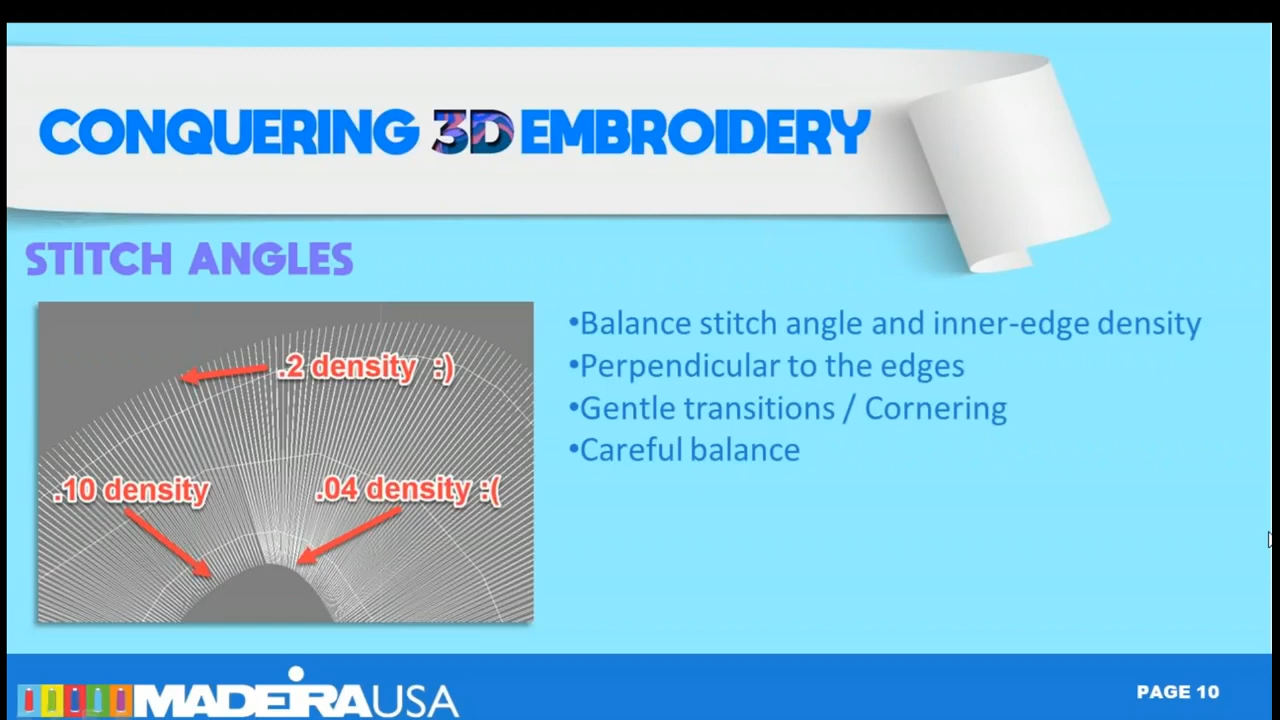 CONQUERING 3D EMBROIDERY
STITCH ANGLES
.2 density :)
.10 density
.04 density :(
•Balance stitch angle and inner-edge density
•Perpendicular to the edges
•Gentle transitions / Cornering
•Careful balance
MADEIRA USA
PAGE 10